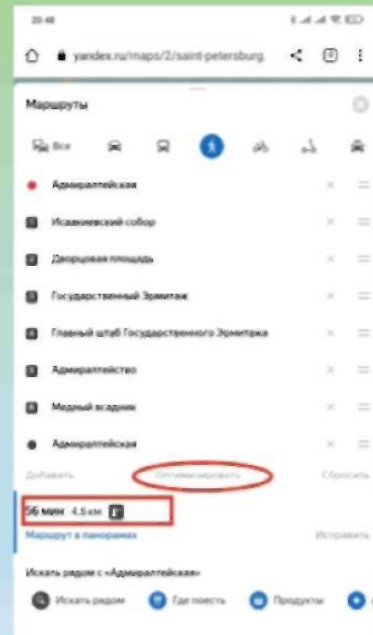 20:48
yandex.ru/maps/2/saint-petersburg
Маршруты
Все
Адмиралтейская
Исаакиевский собор
Дворцовая площадь
Государственный Эрмитаж
Главный штаб Государственного Эрмитажа
Адмиралтейство
Медный всадник
Адмиралтейская
Добавить Оптимизировать Сбросить
56 мин 4.6 км
Маршрут в панорамах Исправить
Искать рядом с «Адмиралтейская»
Искать рядом Где поесть Продукты